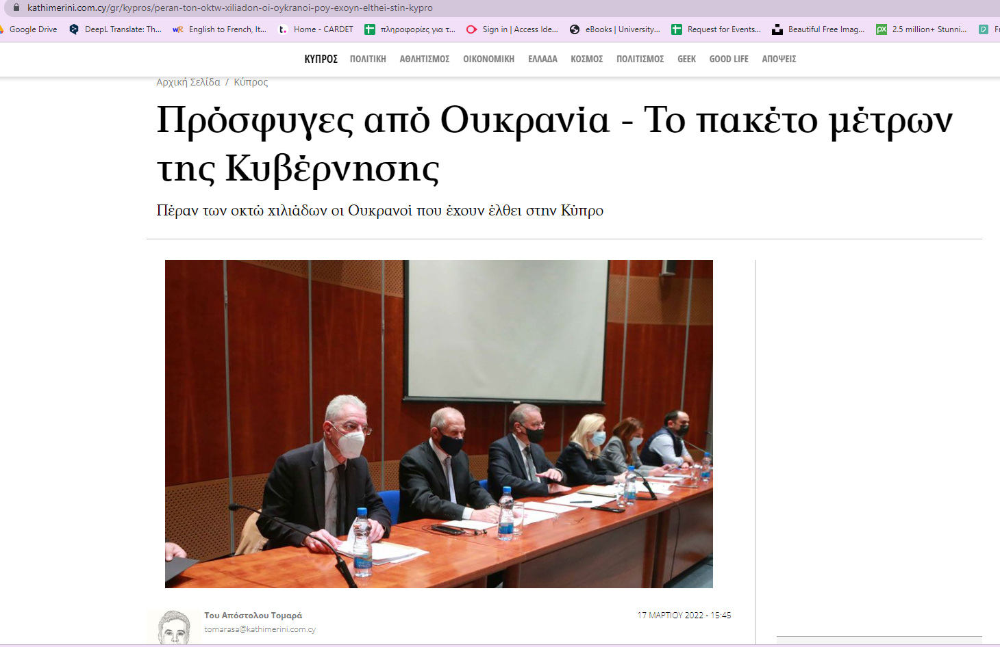 kathimerini.com.cy/gr/kypros/peran-ton-oktw-xiliadon-oi-oykranoi-poy-exoyn-elthei-stin-kypro
Google Drive DeepL Translate: Th... English to French, It... Home - CARDET πληροφορίες για τ... Sign in | Access Ide... eBooks | University... Request for Events... Beautiful Free Imag... 2.5 million+ Stunni...
ΚΥΠΡΟΣ ΠΟΛΙΤΙΚΗ ΑΘΛΗΤΙΣΜΟΣ ΟΙΚΟΝΟΜΙΚΗ ΕΛΛΑΔΑ ΚΟΣΜΟΣ ΠΟΛΙΤΙΣΜΟΣ GEEK GOOD LIFE ΑΠΟΨΕΙΣ
Αρχική Σελίδα / Κύπρος
Πρόσφυγες από Ουκρανία - Το πακέτο μέτρων
της Κυβέρνησης
Πέραν των οκτώ χιλιάδων οι Ουκρανοί που έχουν έλθει στην Κύπρο
Του Απόστολου Τομαρά
17 ΜΑΡΤΙΟΥ 2022 - 15:45
tomarasa@kathimerini.com.cy